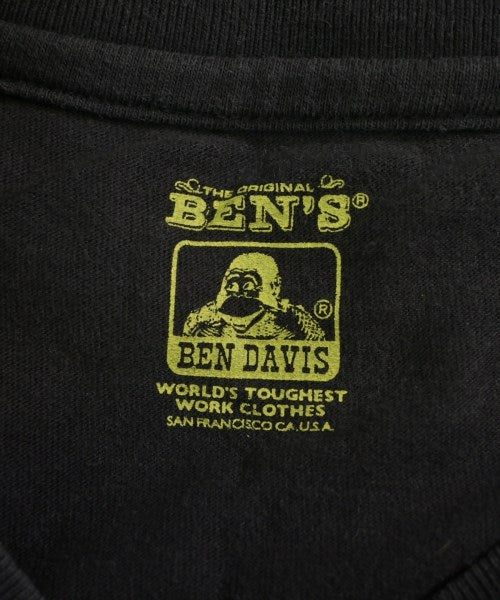 THE ORIGINAL
BEN'S®
®
BEN DAVIS
WORLD'S TOUGHEST
WORK CLOTHES
SAN FRANCISCO CA. U.S.A.